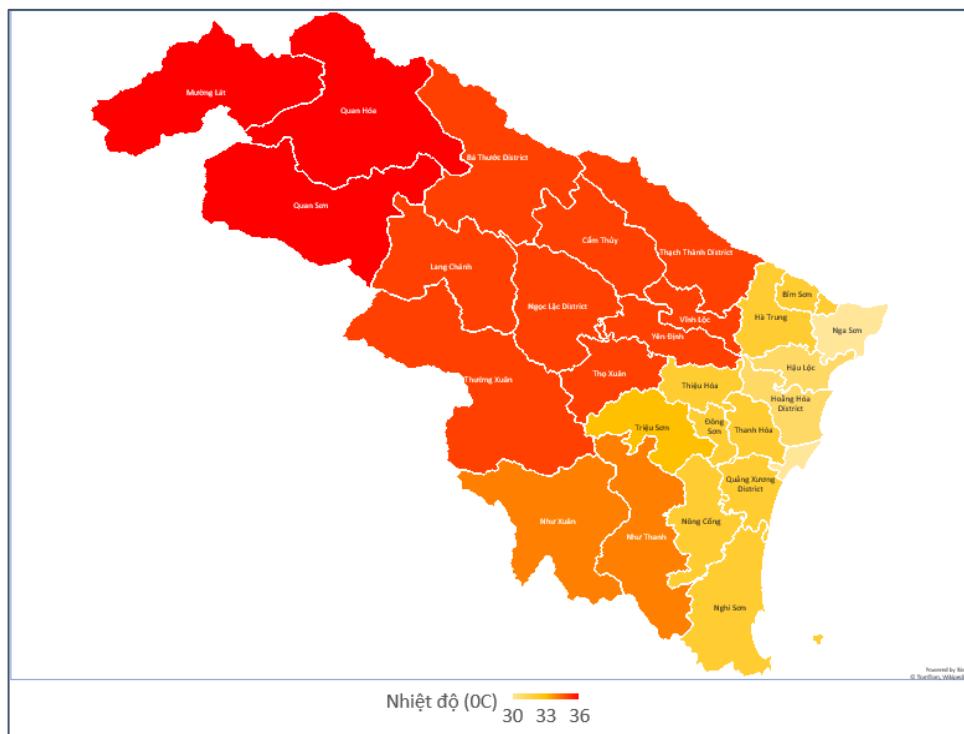 Mường Lát
Quan Hóa
Bá Thước District
Quan Sơn
Cẩm Thủy
Thạch Thành District
Lang Chánh
Bỉm Sơn
Ngọc Lặc District
Hà Trung
Vĩnh Lộc
Nga Sơn
Yên Định
Hậu Lộc
Thọ Xuân
Thường Xuân
Thiệu Hóa
Hoằng Hóa
District
Đông
Sơn
Triệu Sơn
Thanh Hóa
Quảng Xương
District
Như Xuân
Nông Cống
Như Thanh
Nghi Sơn
Powered by
© TomTom,
Nhiệt độ (0C)
30 33 36